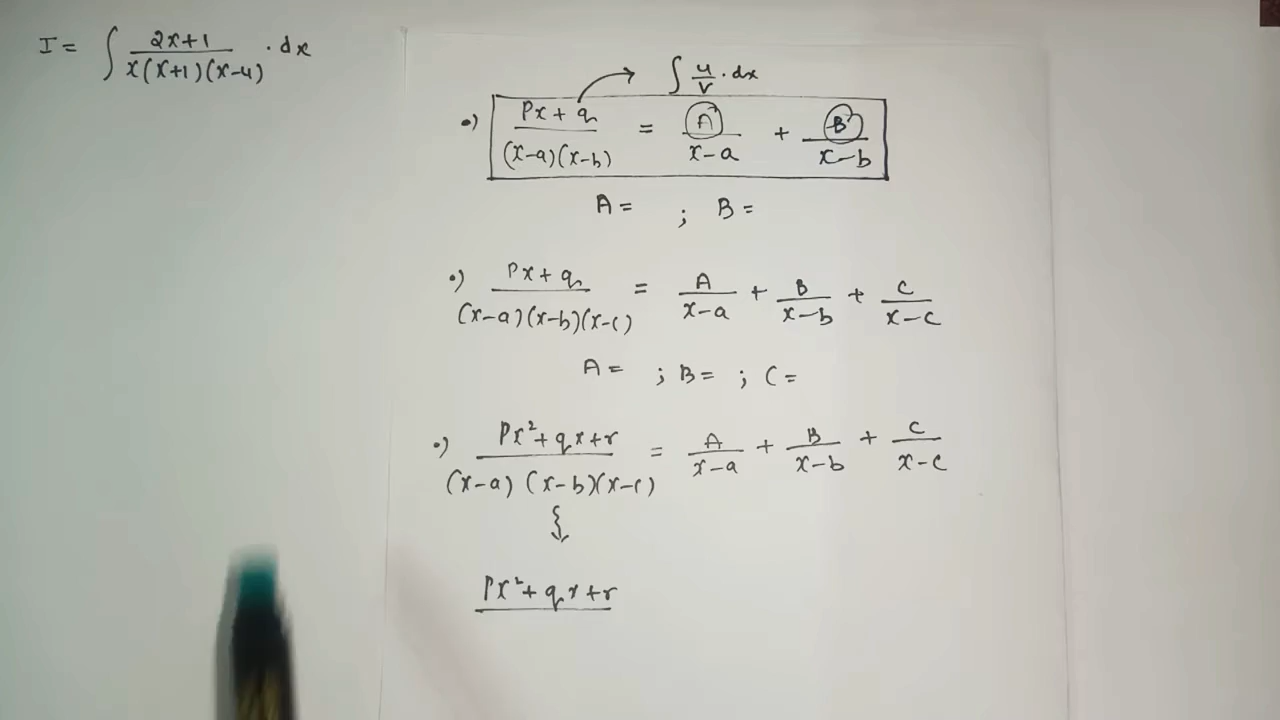 I = ∫ (2x+1)/(x(x+1)(x-4)) · dx
∫ u/v · dx
•) (Px + q)/((x-a)(x-b)) = A/(x-a) + B/(x-b)
A = ; B =
•) (Px + q)/((x-a)(x-b)(x-c)) = A/(x-a) + B/(x-b) + C/(x-c)
A = ; B = ; C =
•) (Px²+qx+r)/((x-a)(x-b)(x-c)) = A/(x-a) + B/(x-b) + C/(x-c)
Px²+qx+r